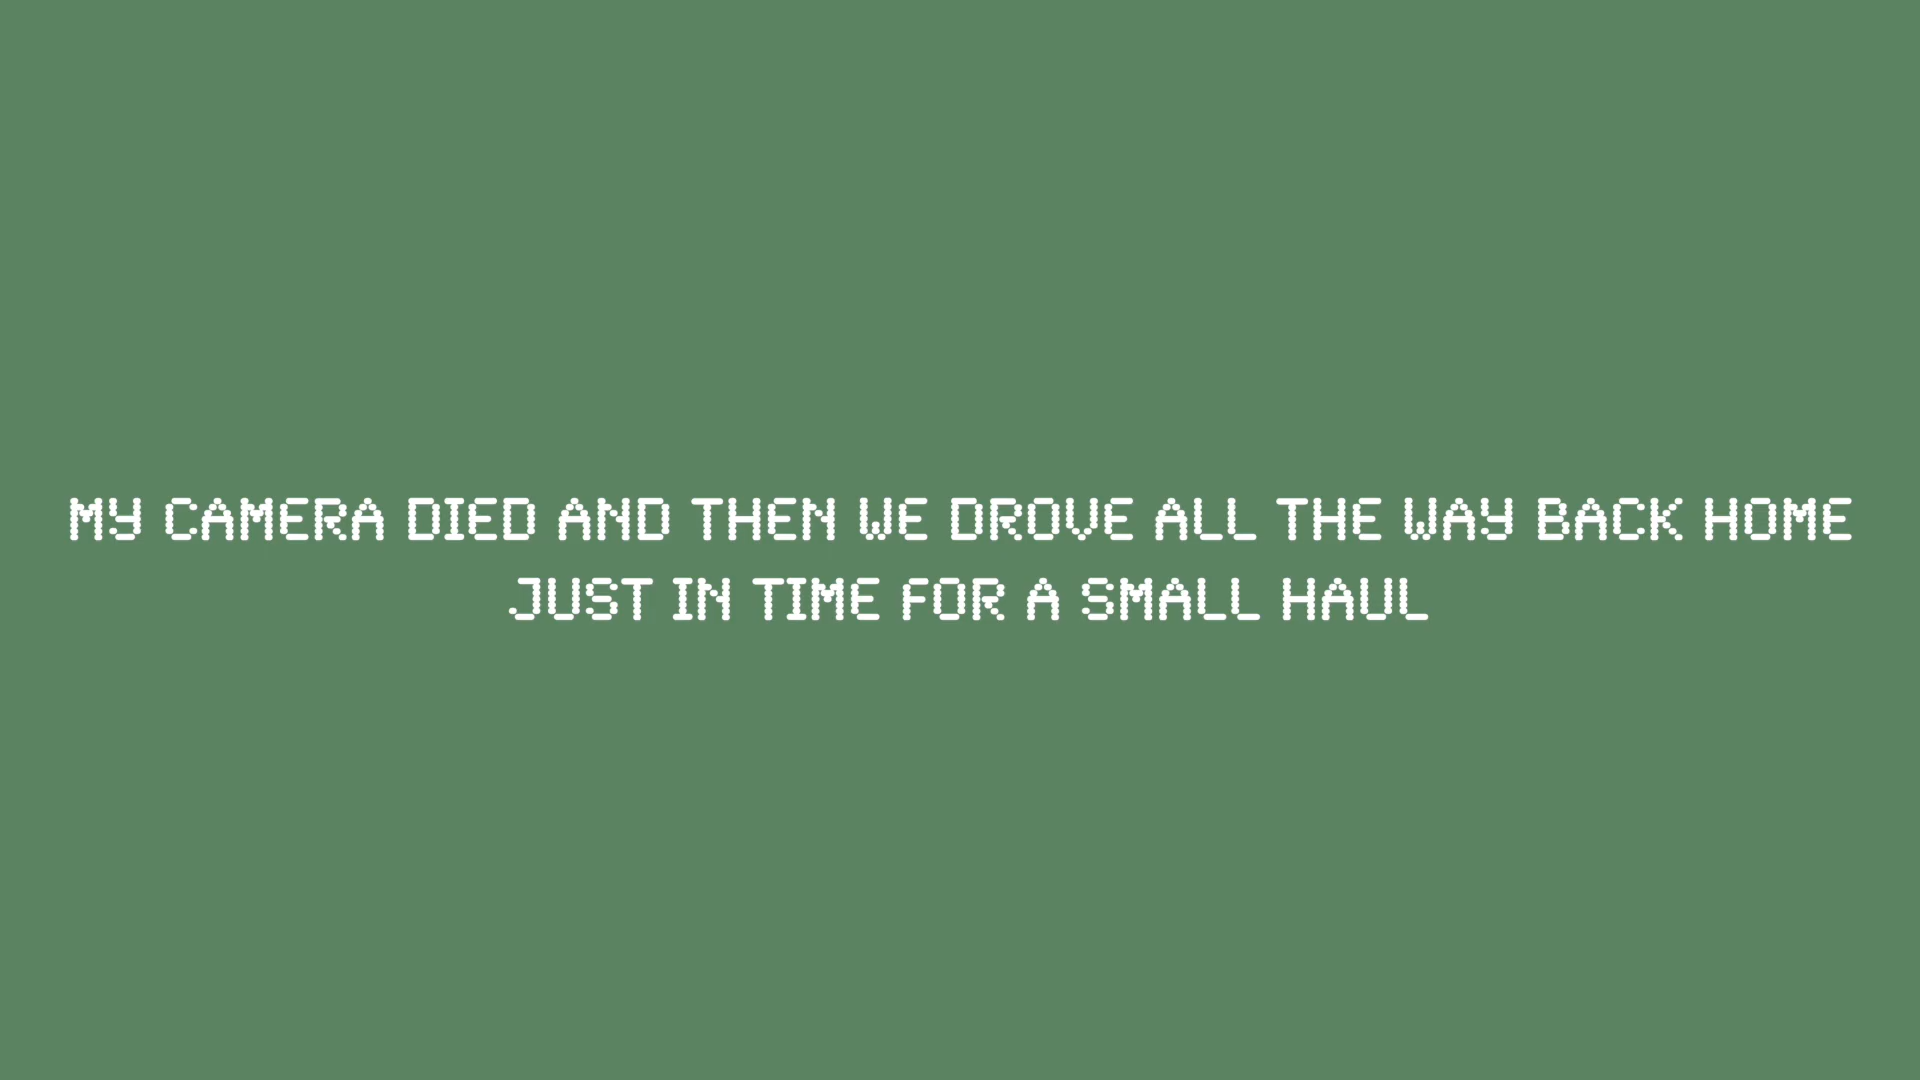 MY CAMERA DIED AND THEN WE DROVE ALL THE WAY BACK HOME
JUST IN TIME FOR A SMALL HAUL